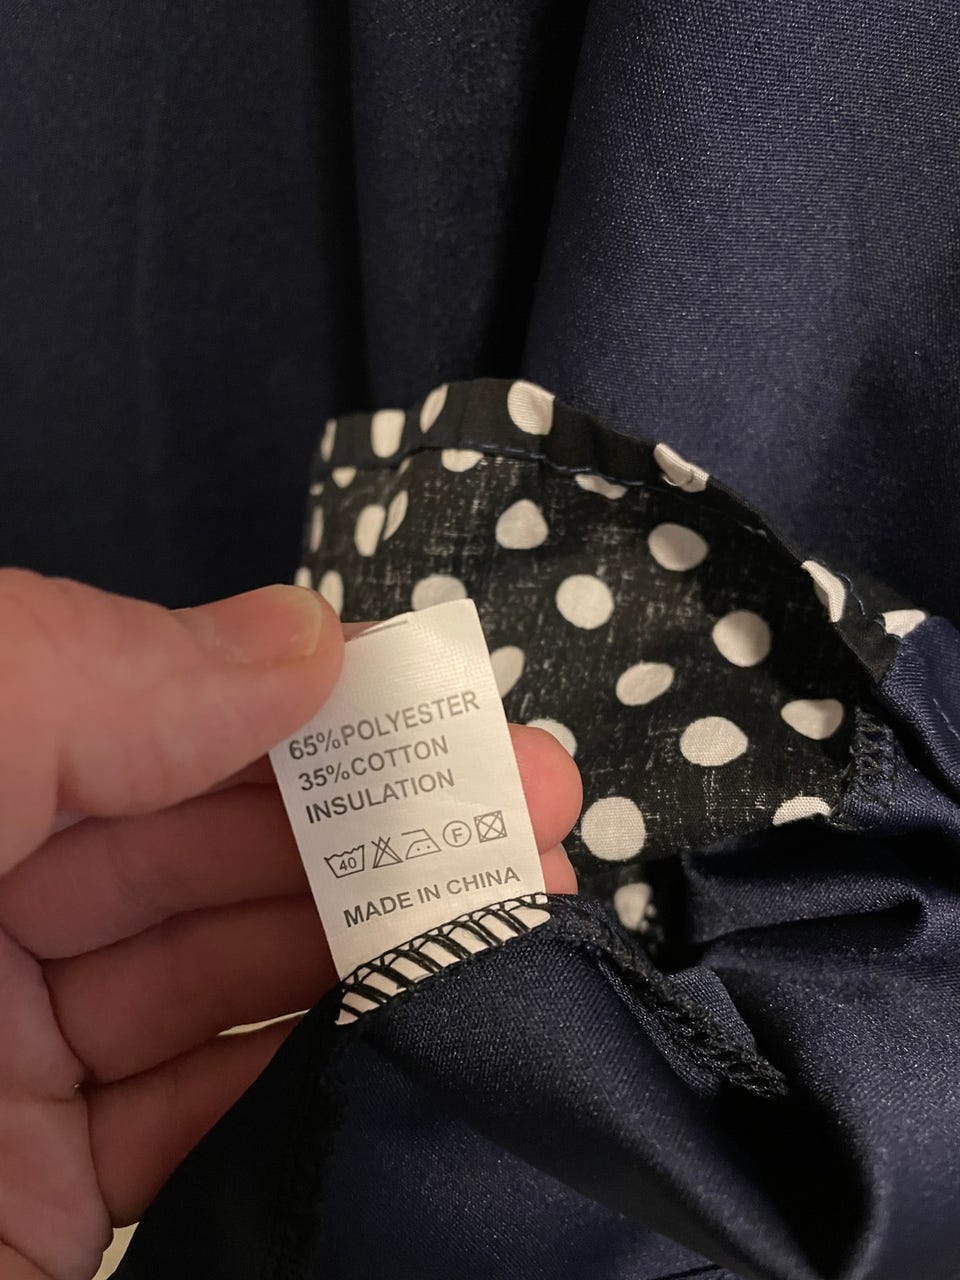 65%POLYESTER
35%COTTON
INSULATION
40 F
MADE IN CHINA